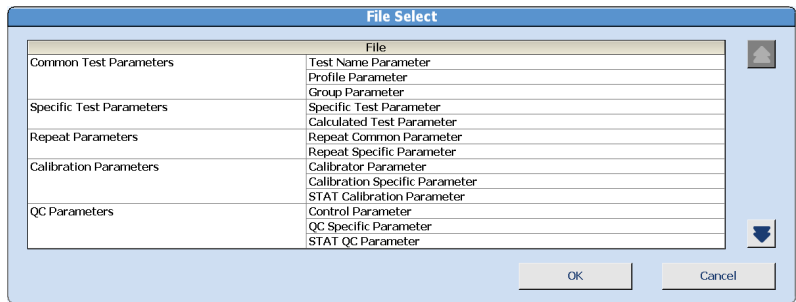 File Select
File
Common Test Parameters Test Name Parameter
Profile Parameter
Group Parameter
Specific Test Parameters Specific Test Parameter
Calculated Test Parameter
Repeat Parameters Repeat Common Parameter
Repeat Specific Parameter
Calibration Parameters Calibrator Parameter
Calibration Specific Parameter
STAT Calibration Parameter
QC Parameters Control Parameter
QC Specific Parameter
STAT QC Parameter
OK Cancel